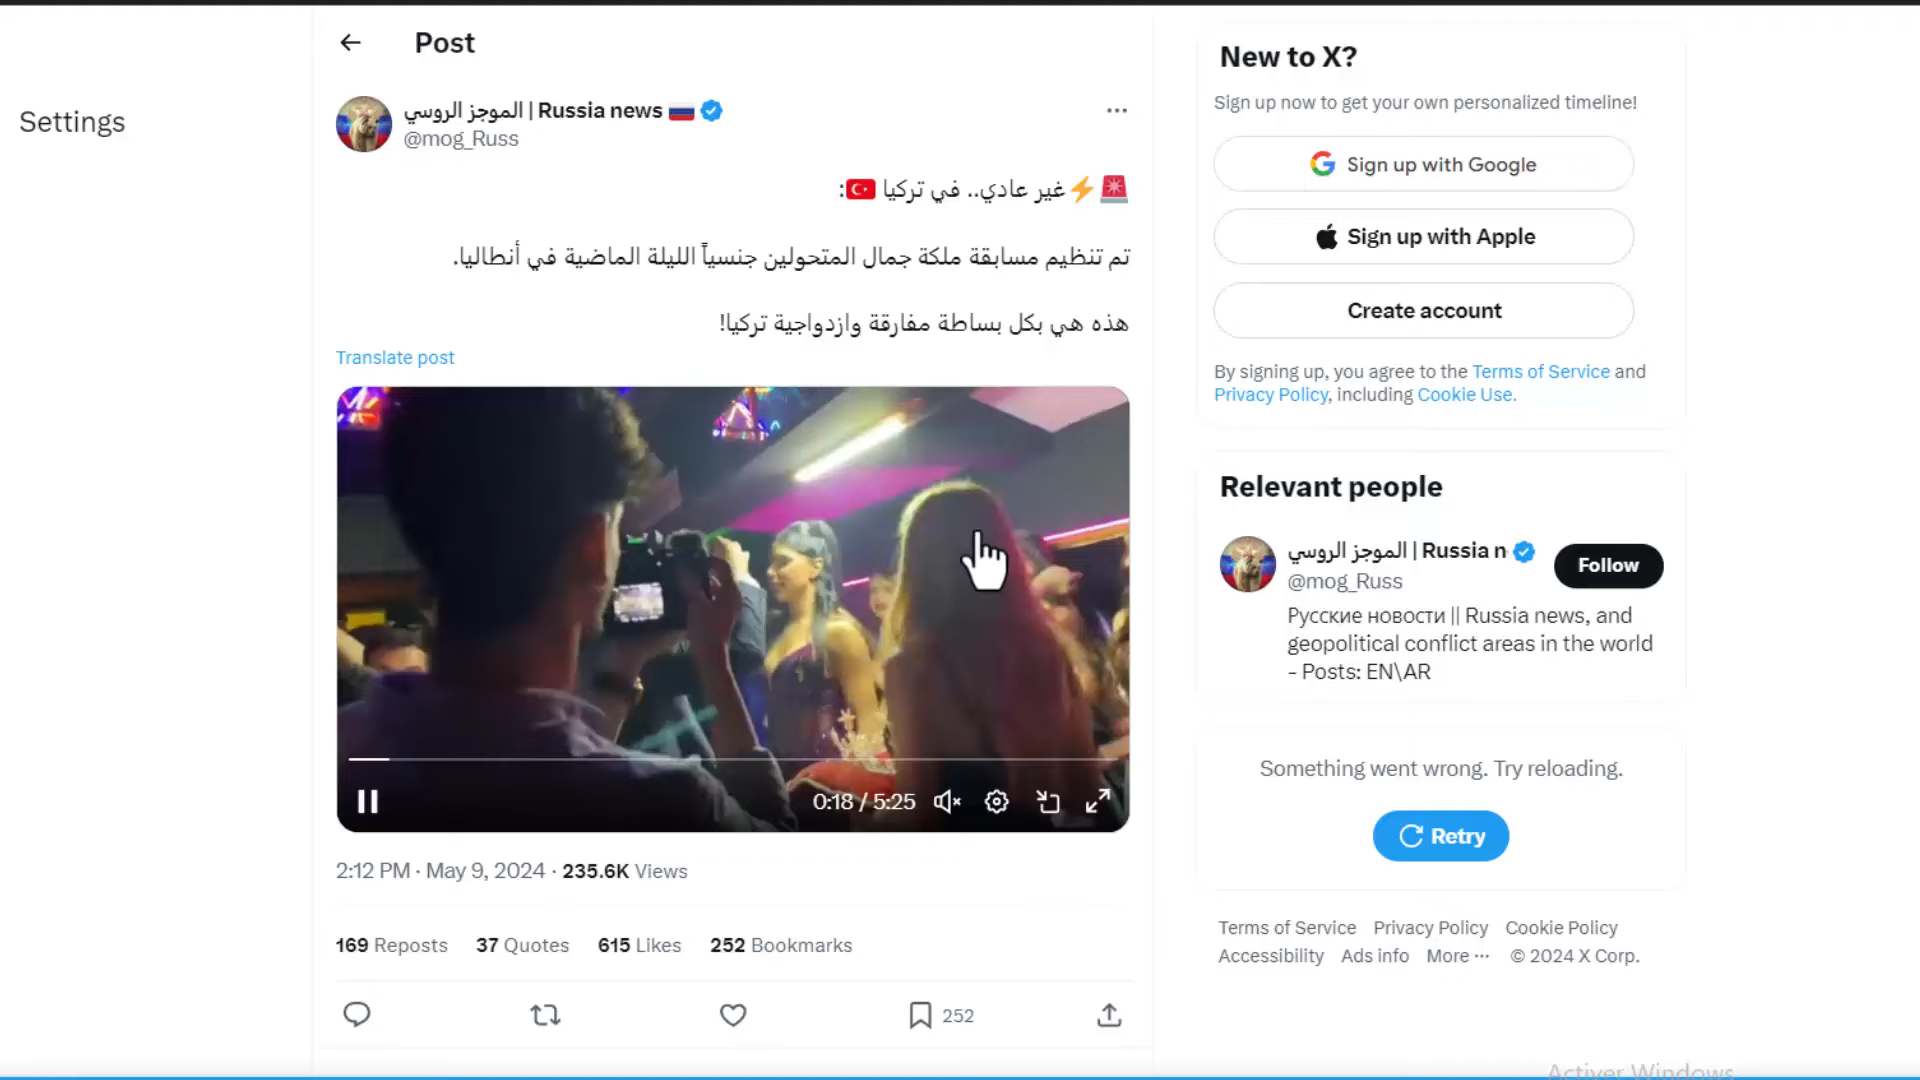 Post
Settings
الموجز الروسي | Russia news
@mog_Russ
غير عادي.. في تركيا :
تم تنظيم مسابقة ملكة جمال المتحولين جنسياً الليلة الماضية في أنطاليا.
هذه هي بكل بساطة مفارقة وازدواجية تركيا!
Translate post
0:18 / 5:25
2:12 PM · May 9, 2024 · 235.6K Views
169 Reposts 37 Quotes 615 Likes 252 Bookmarks
252
New to X?
Sign up now to get your own personalized timeline!
Sign up with Google
Sign up with Apple
Create account
By signing up, you agree to the Terms of Service and
Privacy Policy, including Cookie Use.
Relevant people
الموجز الروسي | Russia n
Follow
@mog_Russ
Русские новости || Russia news, and
geopolitical conflict areas in the world
- Posts: EN\AR
Something went wrong. Try reloading.
Retry
Terms of Service Privacy Policy Cookie Policy
Accessibility Ads info More ··· © 2024 X Corp.
Activer Windows